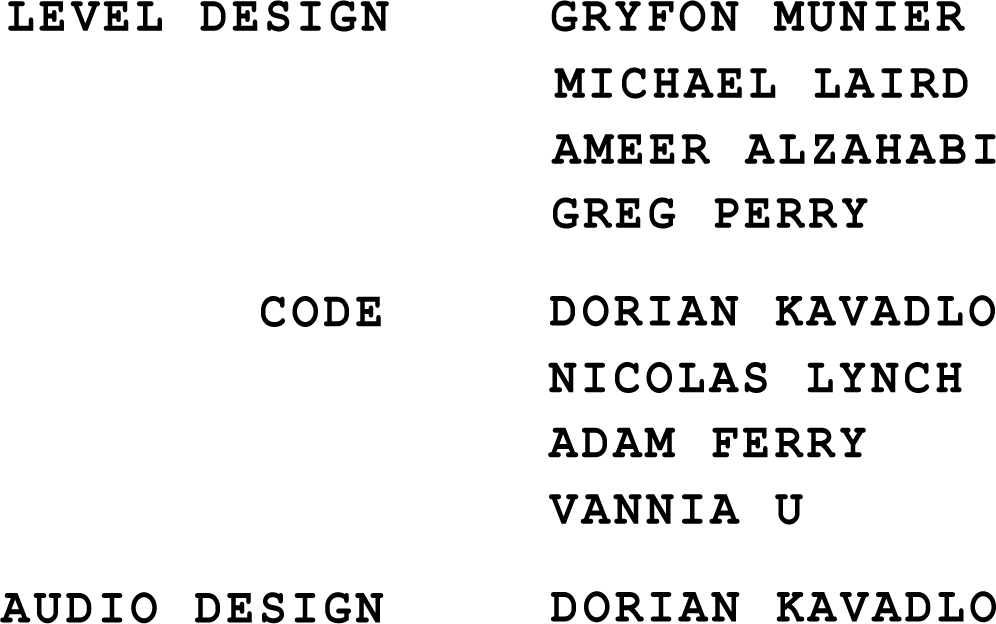 LEVEL DESIGN GRYFON MUNIER
MICHAEL LAIRD
AMEER ALZAHABI
GREG PERRY
CODE DORIAN KAVADLO
NICOLAS LYNCH
ADAM FERRY
VANNIA U
AUDIO DESIGN DORIAN KAVADLO